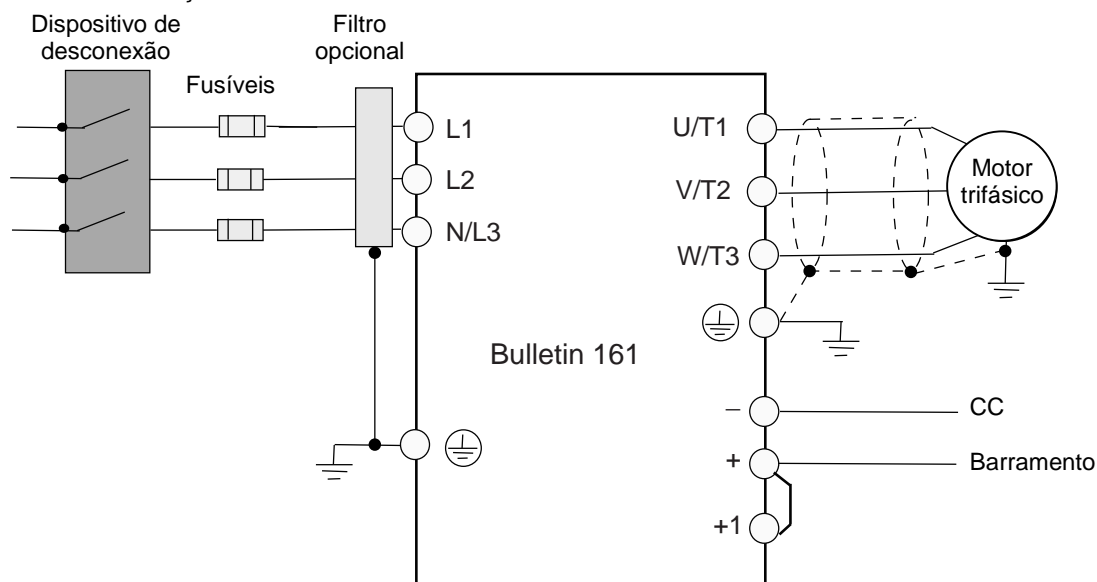 Dispositivo de
desconexão
Filtro
opcional
Fusíveis
L1
L2
N/L3
U/T1
V/T2
W/T3
Motor
trifásico
Bulletin 161
–
CC
+
Barramento
+1